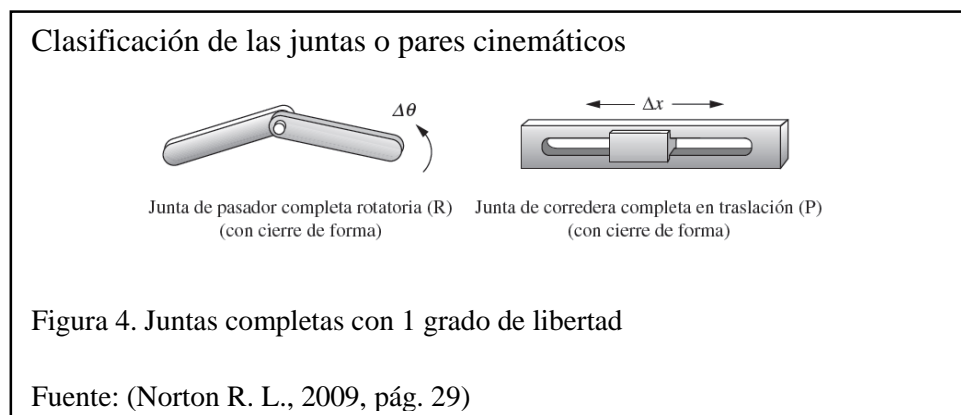 Clasificación de las juntas o pares cinemáticos
Δθ
Δx
Junta de pasador completa rotatoria (R)
(con cierre de forma)
Junta de corredera completa en traslación (P)
(con cierre de forma)
Figura 4. Juntas completas con 1 grado de libertad
Fuente: (Norton R. L., 2009, pág. 29)